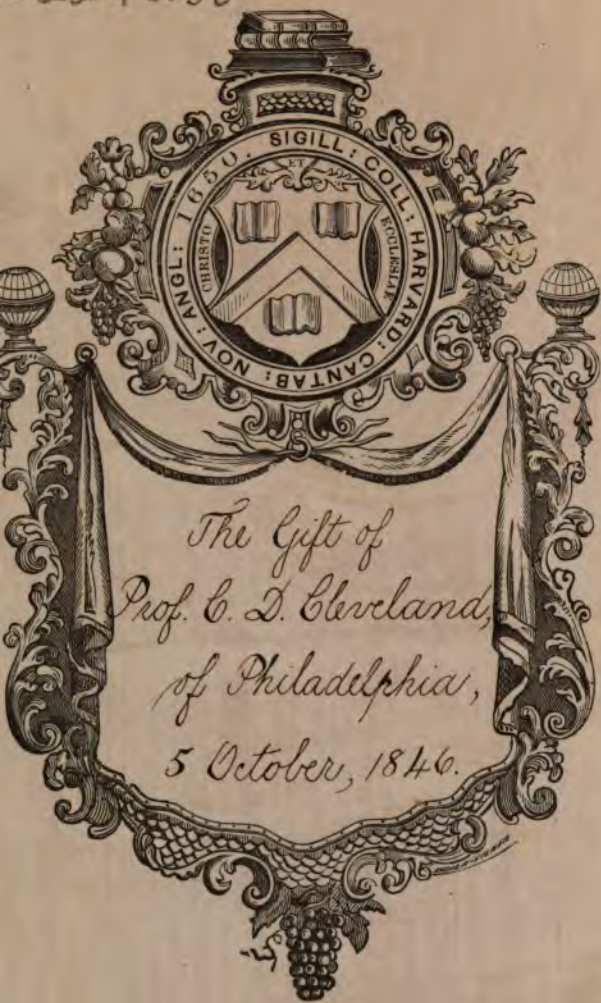 SIGILL: COLL: HARVARD: CANTAB: NOV: ANGL: 1650.
CHRISTO ET ECCLESIAE
The Gift of
Prof. C. D. Cleveland,
of Philadelphia,
5 October, 1846.